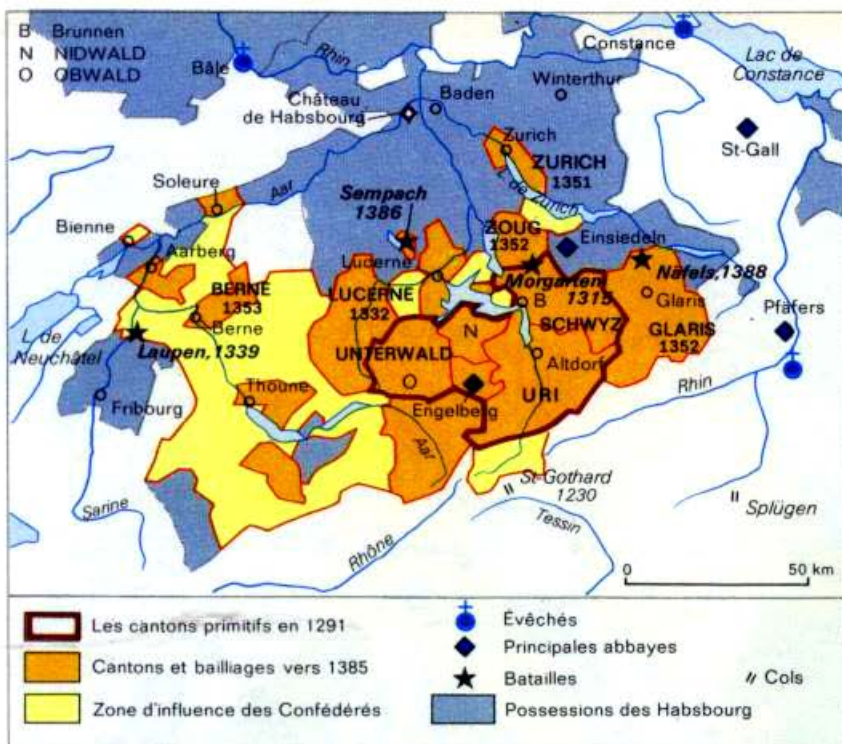 B Brunnen
N NIDWALD
O OBWALD
Bâle
Rhin
Constance
Lac de
Constance
Château
de Habsbourg
Baden
Winterthur
St-Gall
Zurich
ZURICH
1351
L. de Zurich
Soleure
Aar
Sempach
1386
Bienne
Aarberg
ZOUG
1352
Einsiedeln
Lucerne
Näfels, 1388
BERNE
1353
LUCERNE
1332
Morgarten
1315
B
Glaris
Berne
SCHWYZ
GLARIS
1352
Pfäfers
L. de
Neuchâtel
Laupen, 1339
UNTERWALD
N
Altdorf
O
Thoune
Engelberg
URI
Rhin
Fribourg
Aar
St-Gothard
1230
Sarine
Splügen
Tessin
Rhône
0 50 km
Les cantons primitifs en 1291
Cantons et bailliages vers 1385
Zone d'influence des Confédérés
Évêchés
Principales abbayes
Batailles
Cols
Possessions des Habsbourg